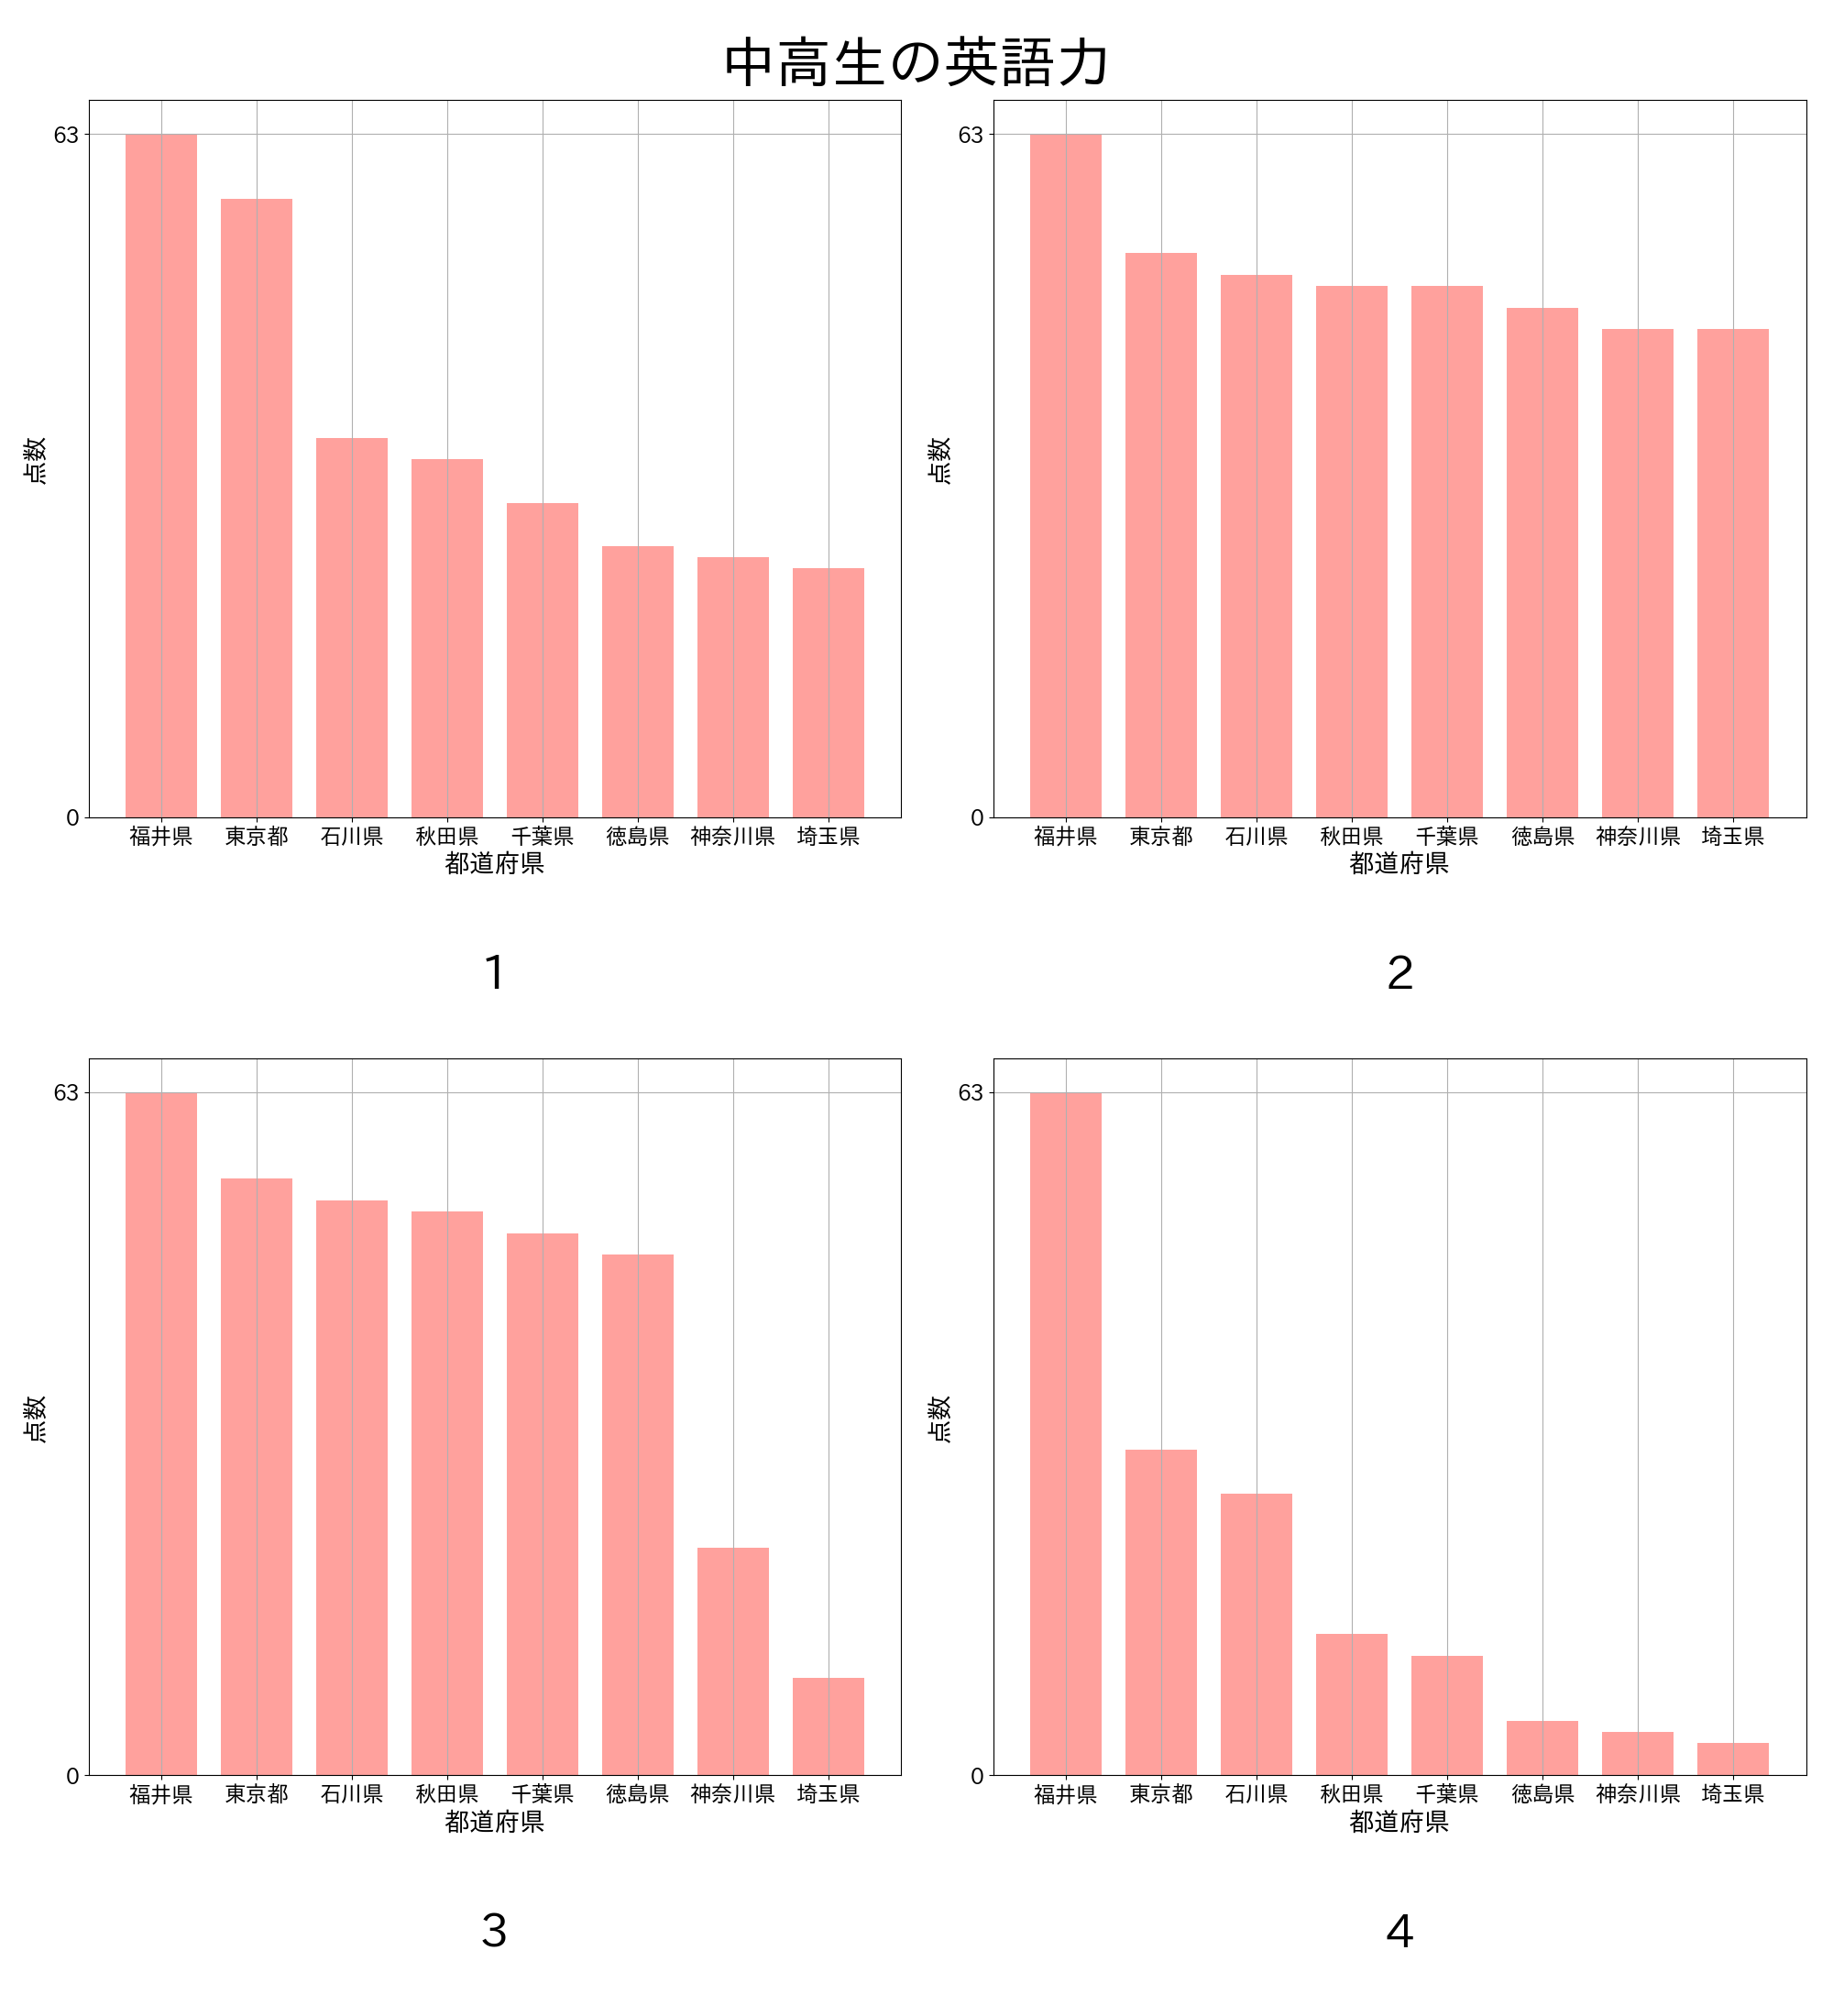 中高生の英語力
63
0
点数
福井県 東京都 石川県 秋田県 千葉県 徳島県 神奈川県 埼玉県
都道府県
1
63
0
点数
福井県 東京都 石川県 秋田県 千葉県 徳島県 神奈川県 埼玉県
都道府県
2
63
0
点数
福井県 東京都 石川県 秋田県 千葉県 徳島県 神奈川県 埼玉県
都道府県
3
63
0
点数
福井県 東京都 石川県 秋田県 千葉県 徳島県 神奈川県 埼玉県
都道府県
4